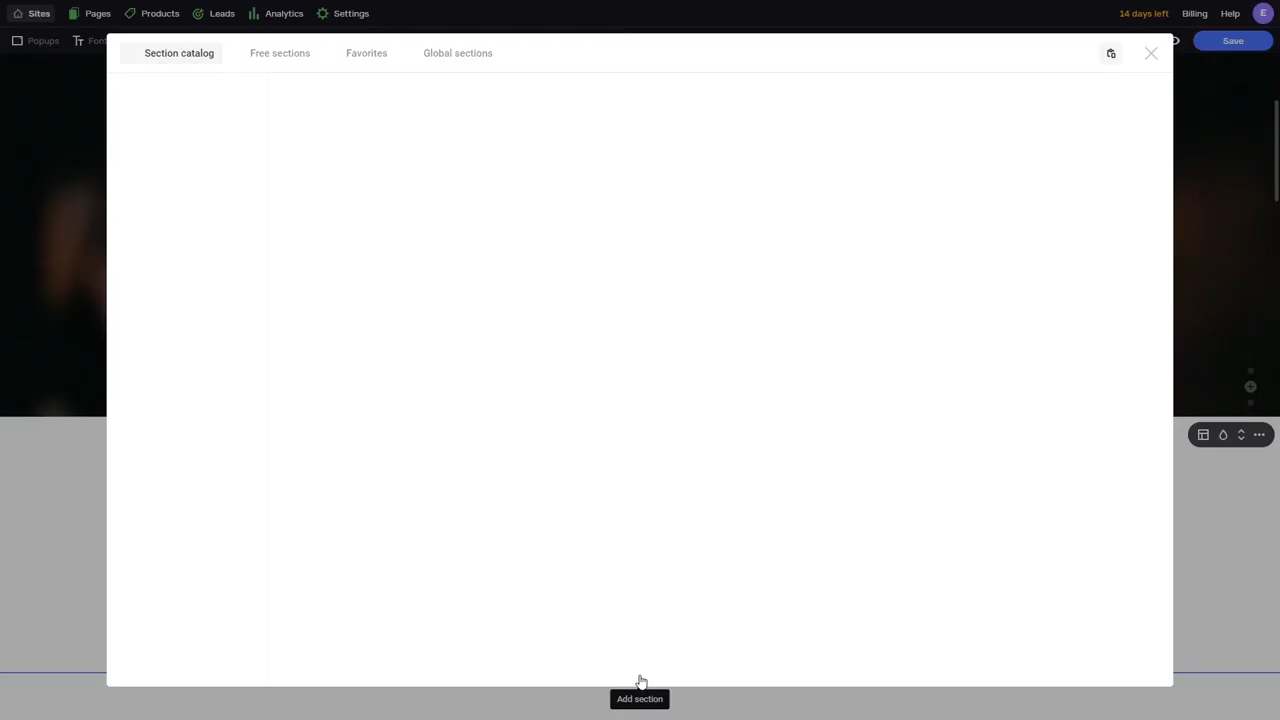 Sites Pages Products Leads Analytics Settings 14 days left Billing Help E
Popups Tт Save
Section catalog Free sections Favorites Global sections
Add section